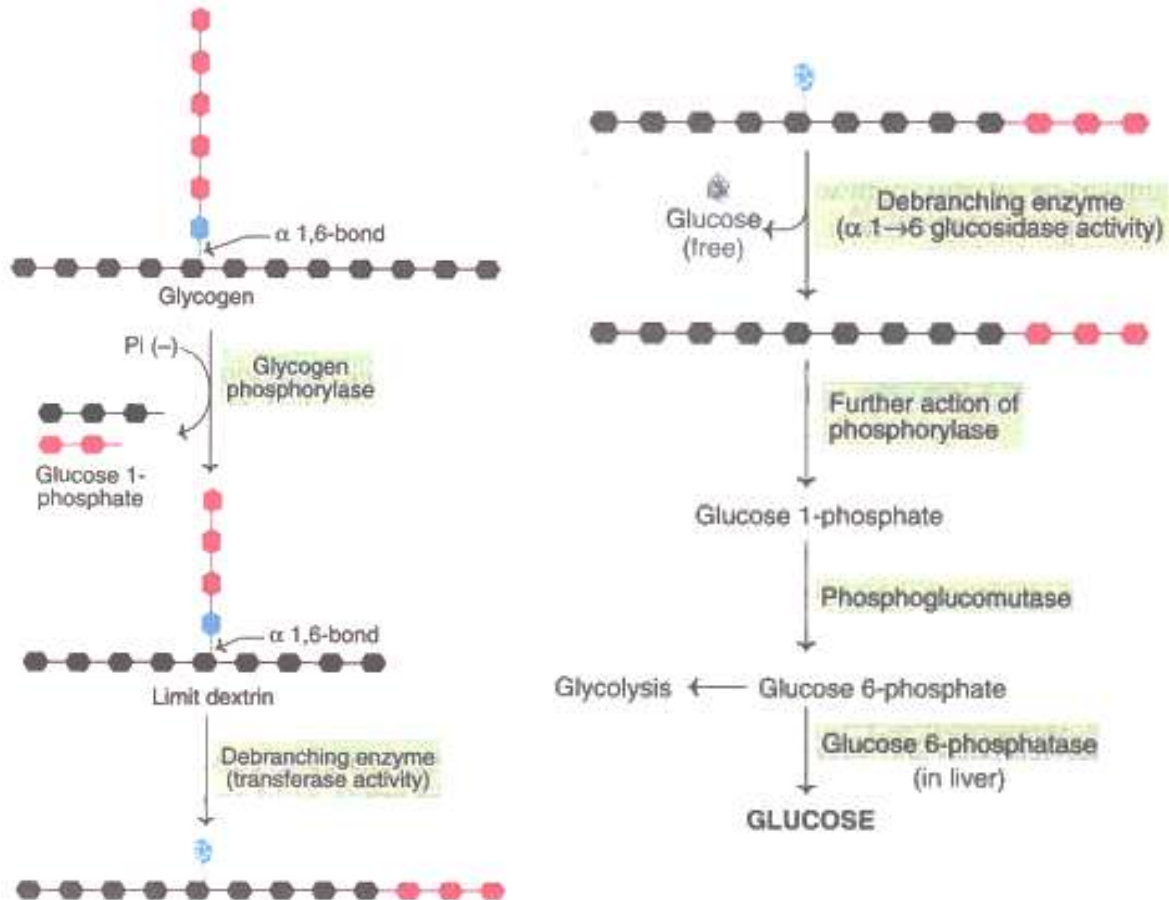 α 1,6-bond
Glycogen
Pi (–)
Glycogen
phosphorylase
Glucose 1-
phosphate
α 1,6-bond
Limit dextrin
Debranching enzyme
(transferase activity)
Glucose
(free)
Debranching enzyme
(α 1→6 glucosidase activity)
Further action of
phosphorylase
Glucose 1-phosphate
Phosphoglucomutase
Glycolysis
Glucose 6-phosphate
Glucose 6-phosphatase
(in liver)
GLUCOSE